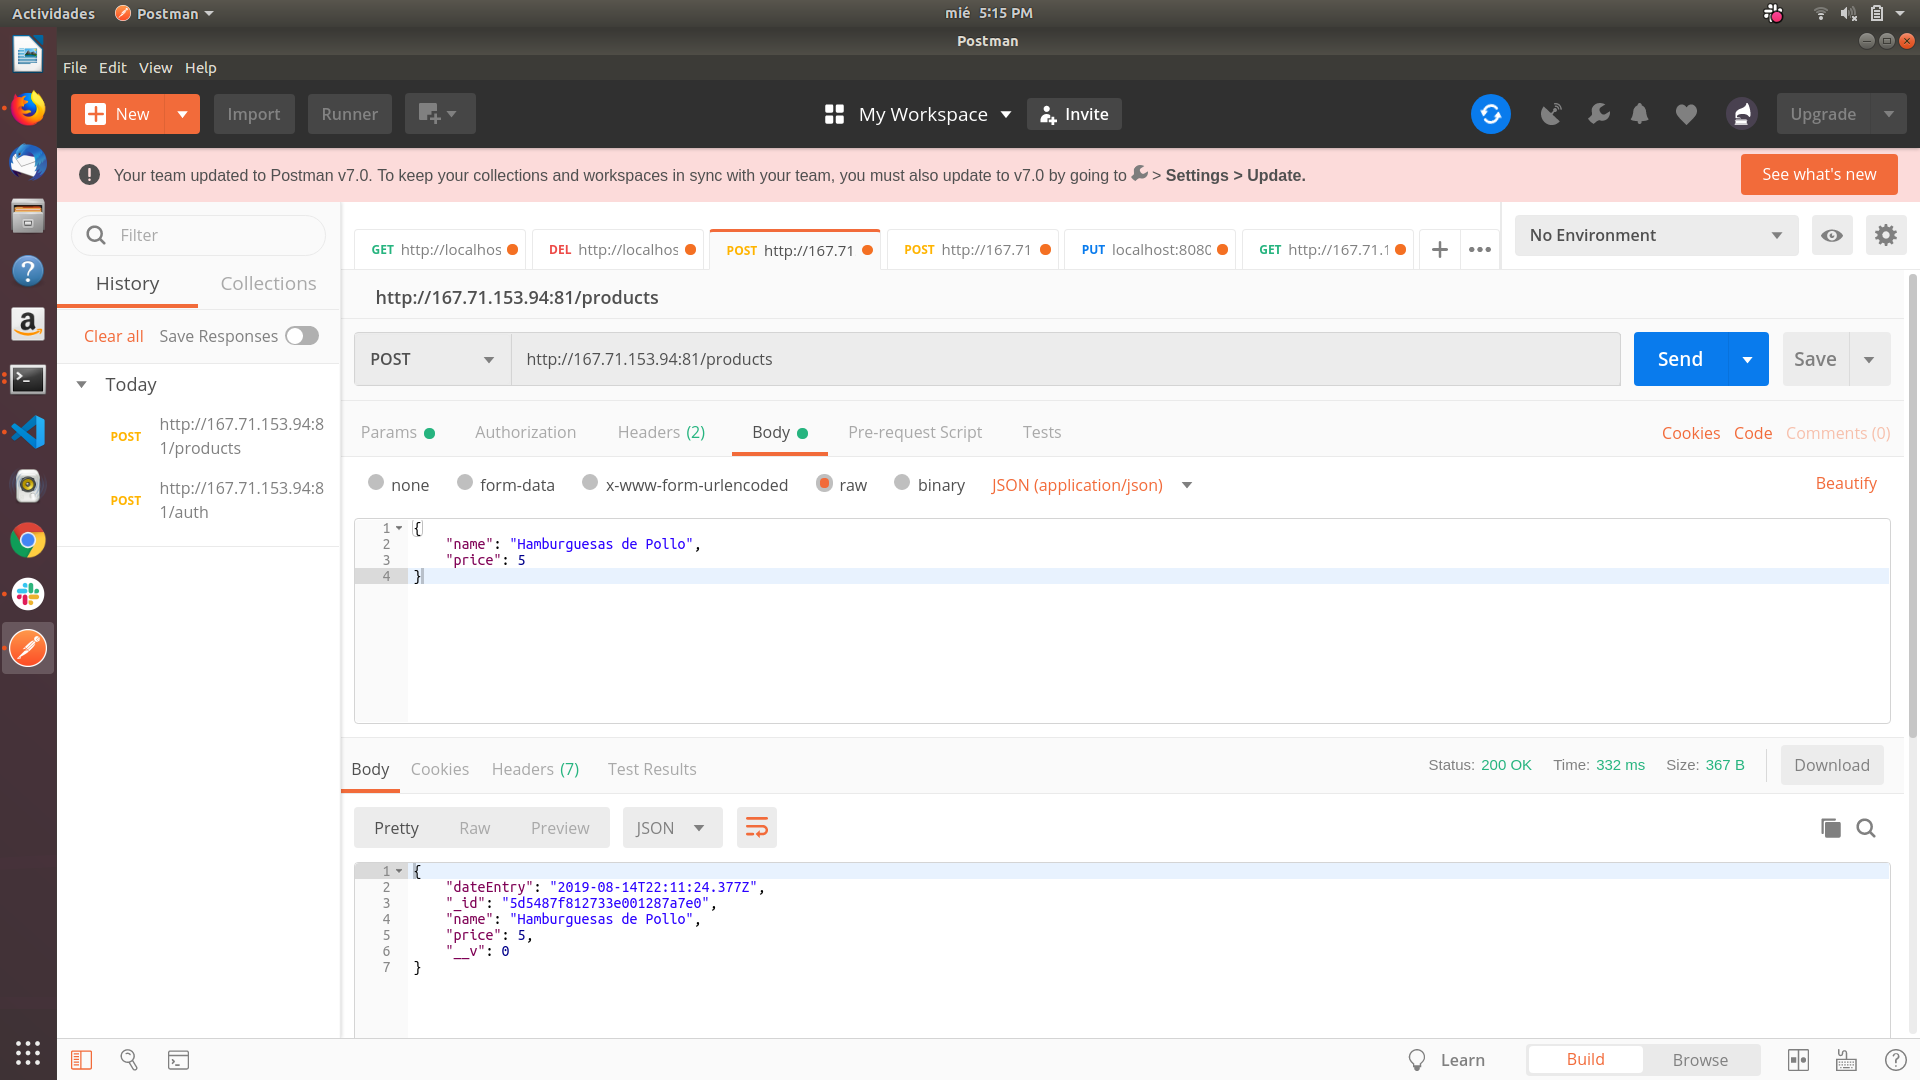 Actividades Postman mié 5:15 PM
Postman
File Edit View Help
New Import Runner My Workspace Invite Upgrade
Your team updated to Postman v7.0. To keep your collections and workspaces in sync with your team, you must also update to v7.0 by going to > Settings > Update. See what's new
Filter
History Collections
Clear all Save Responses
Today
POST http://167.71.153.94:8
1/products
POST http://167.71.153.94:8
1/auth
GET http://localhos DEL http://localhos POST http://167.71 POST http://167.71 PUT localhost:8080 GET http://167.71.1 No Environment
http://167.71.153.94:81/products
POST http://167.71.153.94:81/products Send Save
Params Authorization Headers (2) Body Pre-request Script Tests Cookies Code Comments (0)
none form-data x-www-form-urlencoded raw binary JSON (application/json) Beautify
1 {
2 "name": "Hamburguesas de Pollo",
3 "price": 5
4 }
Body Cookies Headers (7) Test Results Status: 200 OK Time: 332 ms Size: 367 B Download
Pretty Raw Preview JSON
1 {
2 "dateEntry": "2019-08-14T22:11:24.377Z",
3 "_id": "5d5487f812733e001287a7e0",
4 "name": "Hamburguesas de Pollo",
5 "price": 5,
6 "__v": 0
7 }
Learn Build Browse